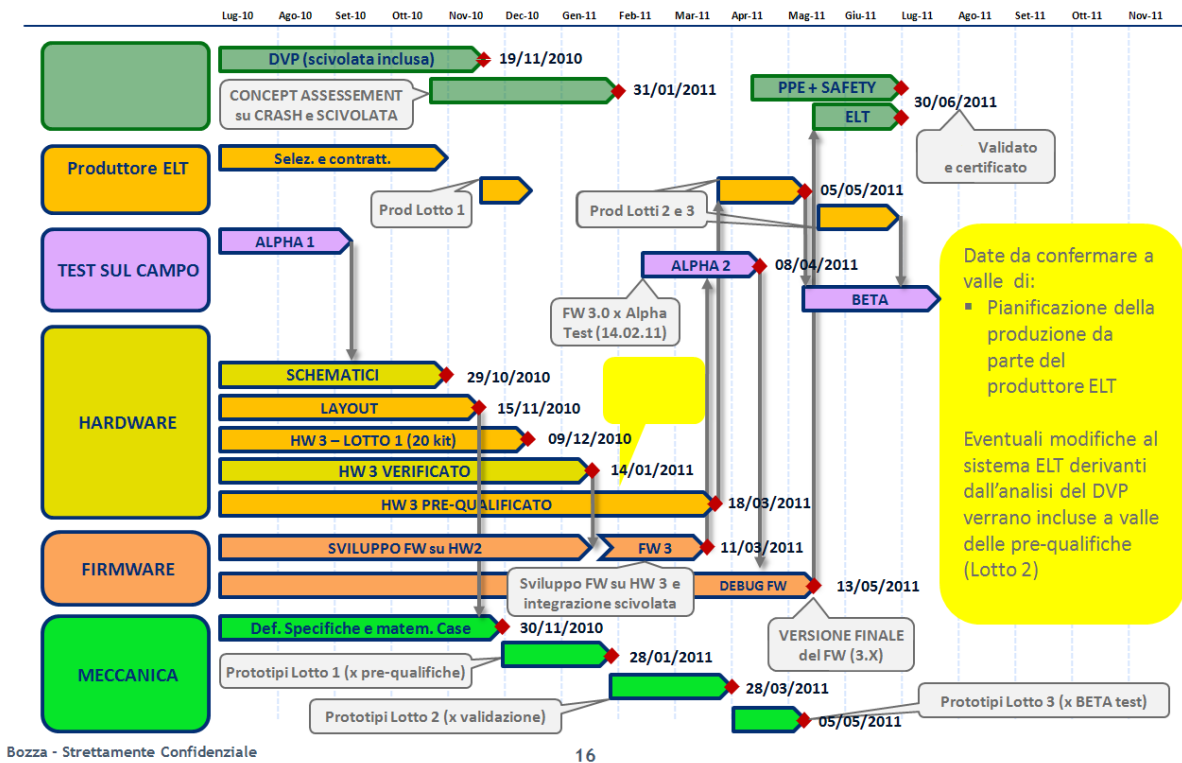 Lug-10 Ago-10 Set-10 Ott-10 Nov-10 Dec-10 Gen-11 Feb-11 Mar-11 Apr-11 Mag-11 Giu-11 Lug-11 Ago-11 Set-11 Ott-11 Nov-11
DVP (scivolata inclusa)
19/11/2010
CONCEPT ASSESSEMENT
su CRASH e SCIVOLATA
31/01/2011
PPE + SAFETY
30/06/2011
ELT
Validato
e certificato
Produttore ELT
Selez. e contratt.
Prod Lotto 1
Prod Lotti 2 e 3
05/05/2011
TEST SUL CAMPO
ALPHA 1
ALPHA 2
08/04/2011
BETA
FW 3.0 x Alpha
Test (14.02.11)
HARDWARE
SCHEMATICI
29/10/2010
LAYOUT
15/11/2010
HW 3 – LOTTO 1 (20 kit)
09/12/2010
HW 3 VERIFICATO
14/01/2011
HW 3 PRE-QUALIFICATO
18/03/2011
FIRMWARE
SVILUPPO FW su HW2
FW 3
11/03/2011
Sviluppo FW su HW 3 e
integrazione scivolata
DEBUG FW
13/05/2011
VERSIONE FINALE
del FW (3.X)
MECCANICA
Def. Specifiche e matem. Case
30/11/2010
Prototipi Lotto 1 (x pre-qualifiche)
28/01/2011
Prototipi Lotto 2 (x validazione)
28/03/2011
Prototipi Lotto 3 (x BETA test)
05/05/2011
Date da confermare a
valle di:
▪ Pianificazione della
produzione da
parte del
produttore ELT
Eventuali modifiche al
sistema ELT derivanti
dall'analisi del DVP
verrano incluse a valle
delle pre-qualifiche
(Lotto 2)
Bozza - Strettamente Confidenziale
16